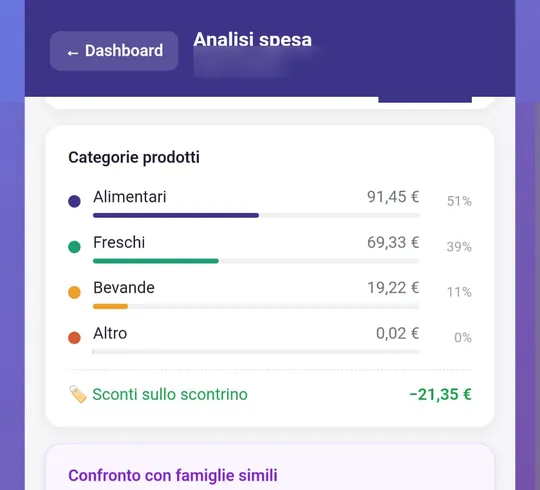 ← Dashboard
Analisi spesa
Categorie prodotti
Alimentari 91,45 € 51%
Freschi 69,33 € 39%
Bevande 19,22 € 11%
Altro 0,02 € 0%
🏷️ Sconti sullo scontrino −21,35 €
Confronto con famiglie simili